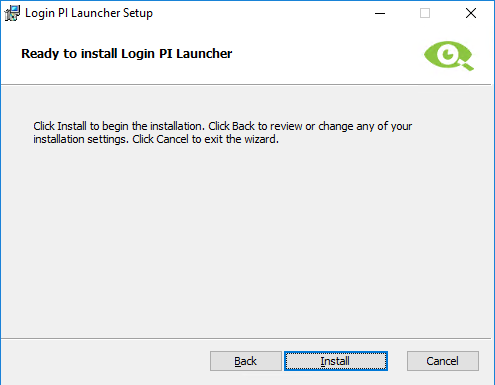 Login PI Launcher Setup
Ready to install Login PI Launcher
Click Install to begin the installation. Click Back to review or change any of your
installation settings. Click Cancel to exit the wizard.
Back Install Cancel